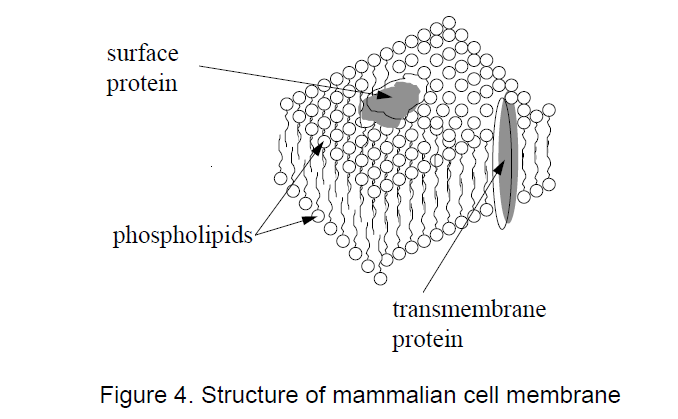 surface
protein
phospholipids
transmembrane
protein
Figure 4. Structure of mammalian cell membrane